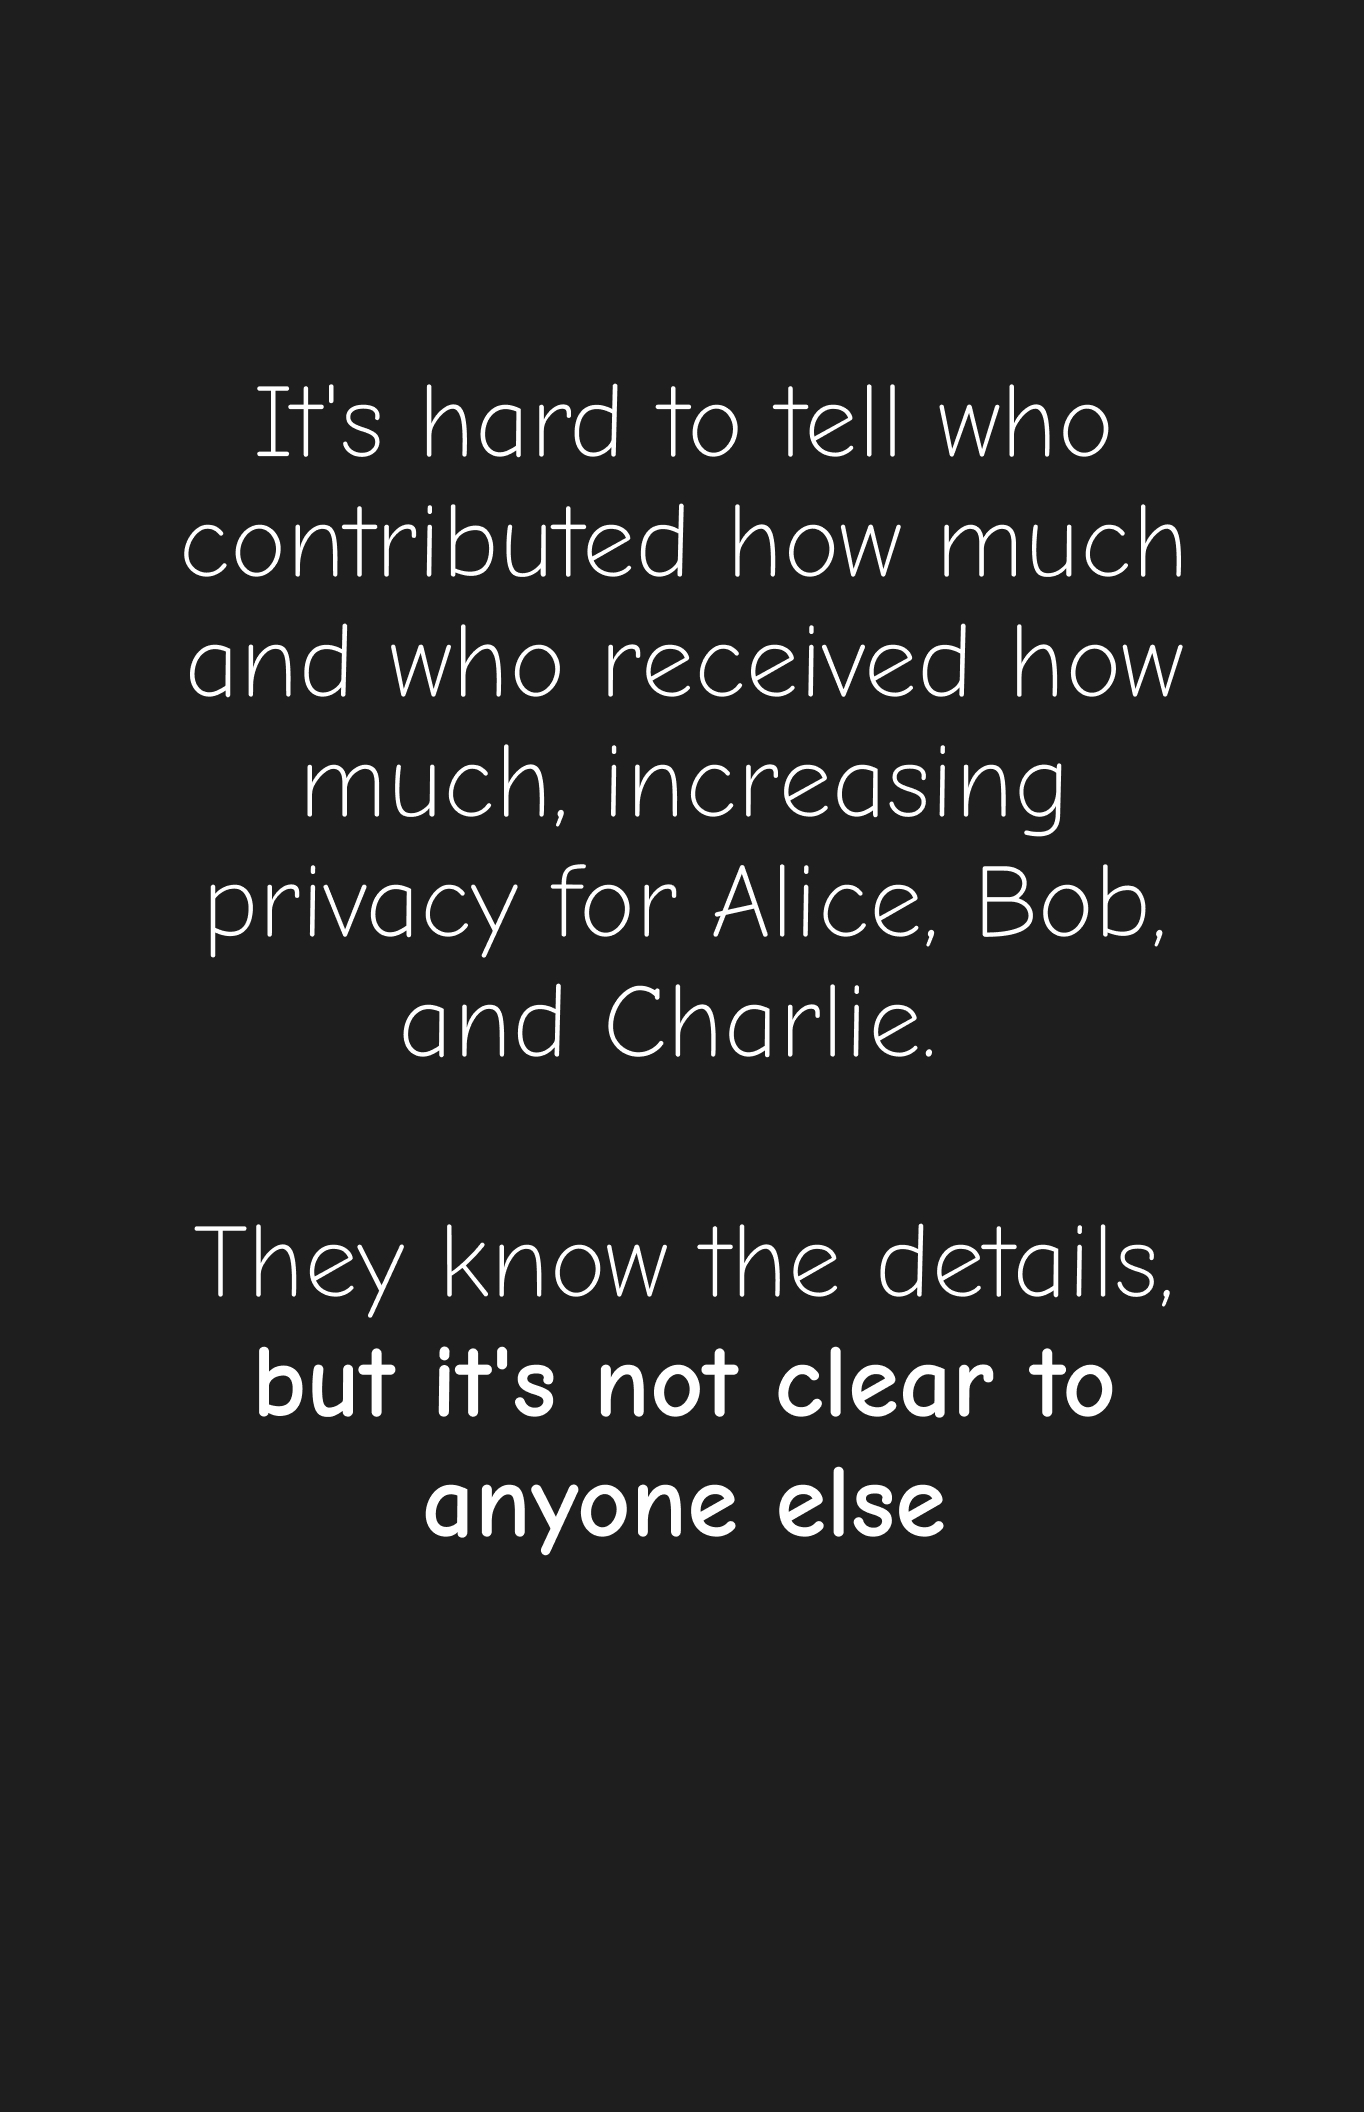 It's hard to tell who
contributed how much
and who received how
much, increasing
privacy for Alice, Bob,
and Charlie.
They know the details,
but it's not clear to
anyone else